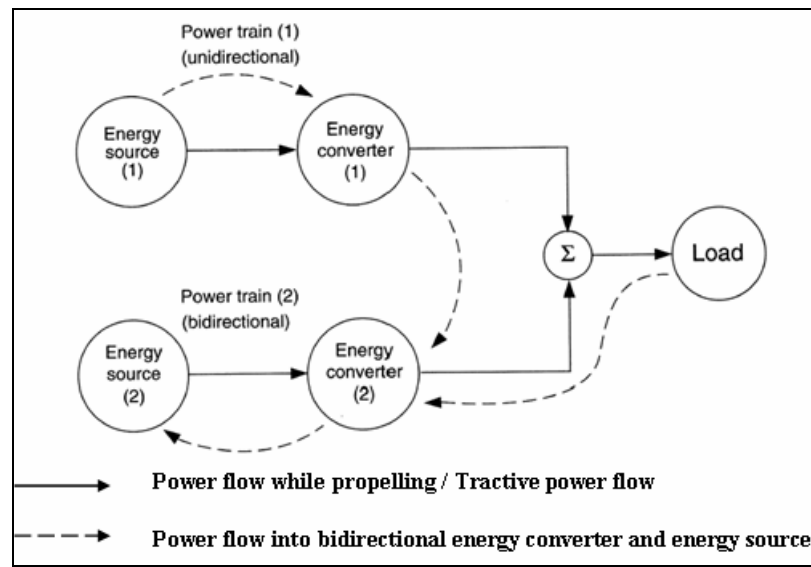 Power train (1)
(unidirectional)
Energy
source
(1)
Energy
converter
(1)
Σ
Load
Power train (2)
(bidirectional)
Energy
source
(2)
Energy
converter
(2)
Power flow while propelling / Tractive power flow
Power flow into bidirectional energy converter and energy source